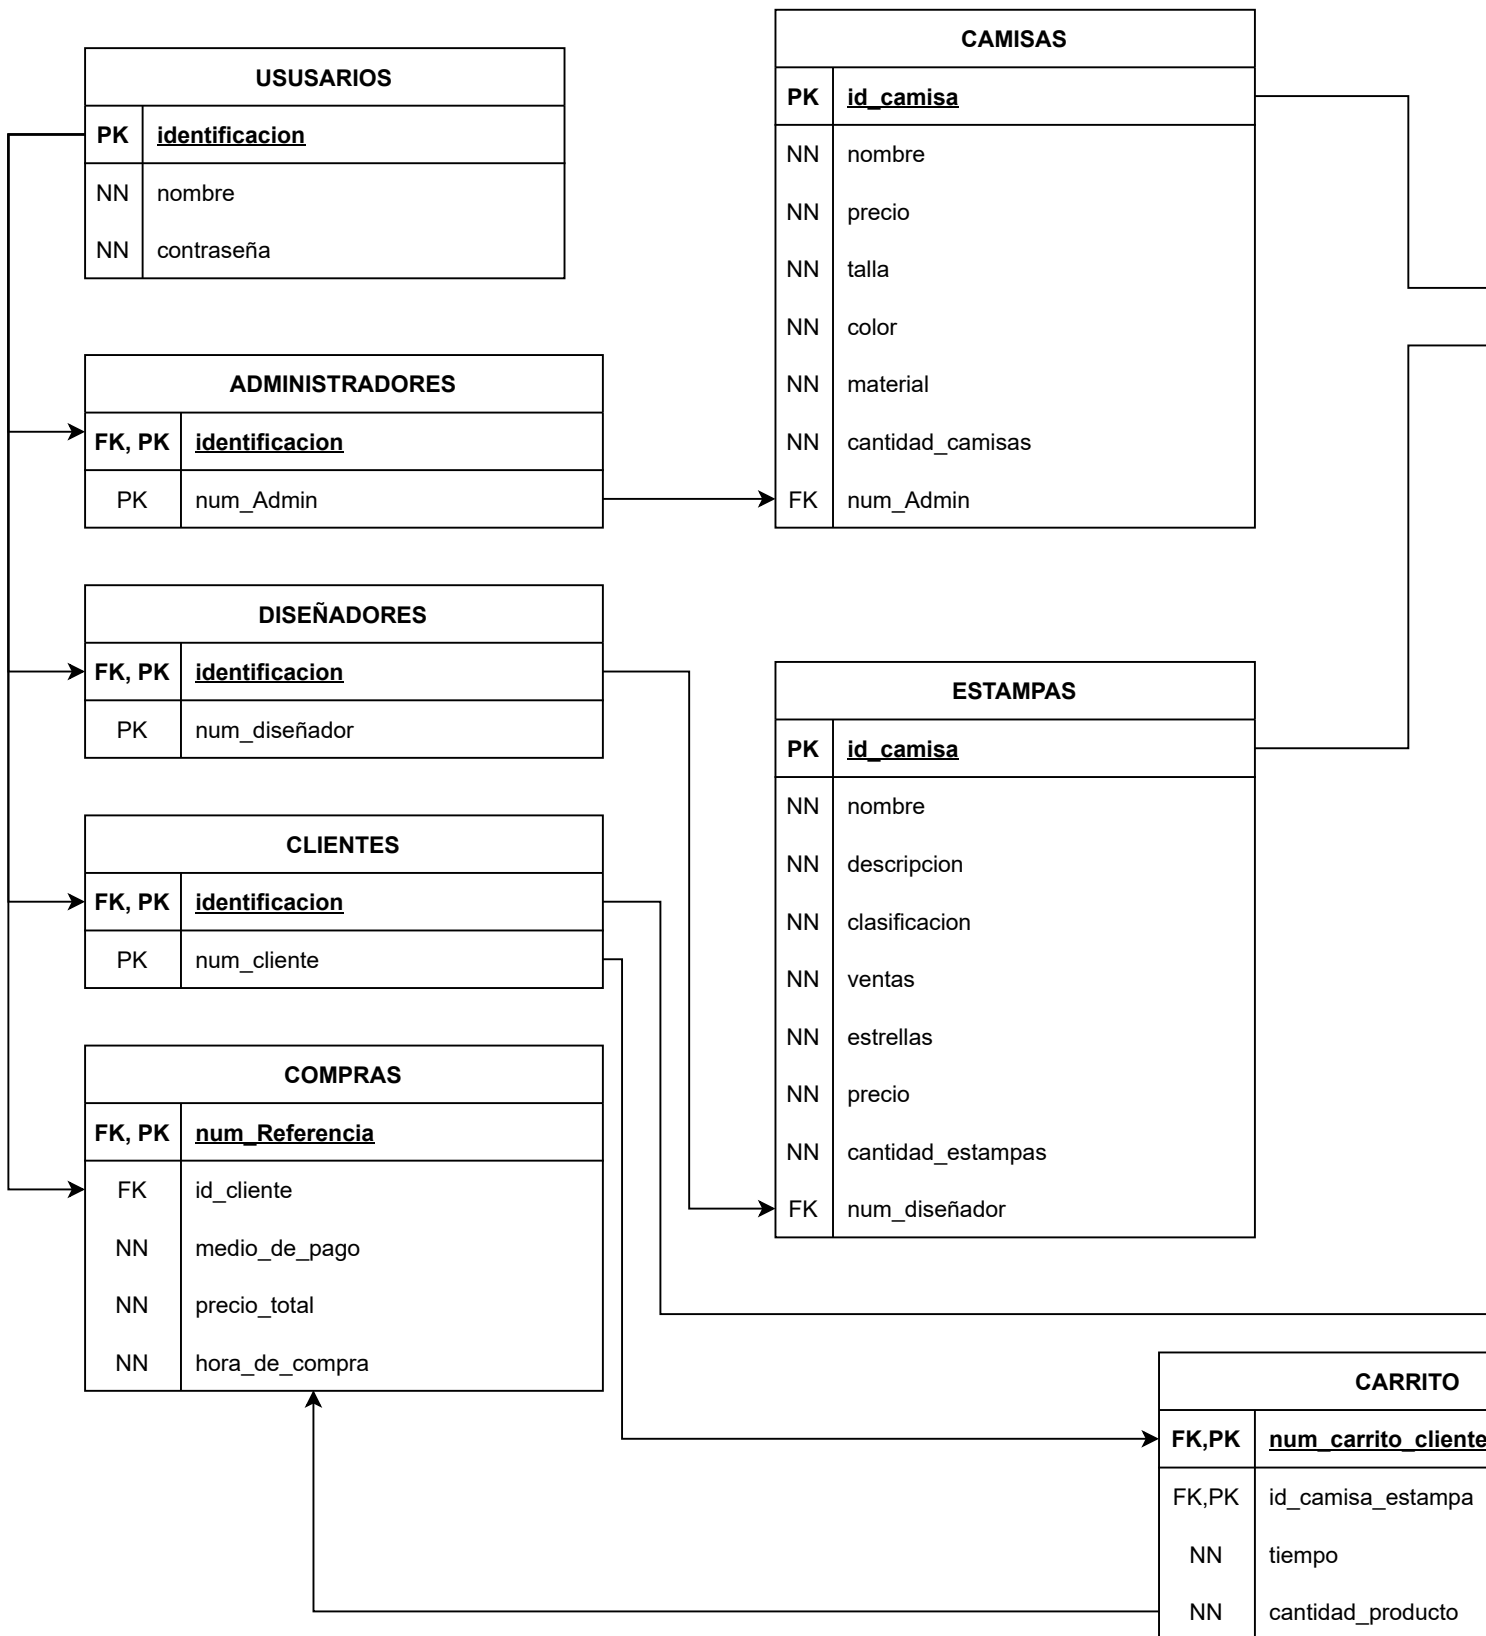 USUSARIOS
PK identificacion
NN nombre
NN contraseña
ADMINISTRADORES
FK, PK identificacion
PK num_Admin
DISEÑADORES
FK, PK identificacion
PK num_diseñador
CLIENTES
FK, PK identificacion
PK num_cliente
COMPRAS
FK, PK num_Referencia
FK id_cliente
NN medio_de_pago
NN precio_total
NN hora_de_compra
CAMISAS
PK id_camisa
NN nombre
NN precio
NN talla
NN color
NN material
NN cantidad_camisas
FK num_Admin
ESTAMPAS
PK id_camisa
NN nombre
NN descripcion
NN clasificacion
NN ventas
NN estrellas
NN precio
NN cantidad_estampas
FK num_diseñador
CARRITO
FK,PK num_carrito_cliente
FK,PK id_camisa_estampa
NN tiempo
NN cantidad_producto